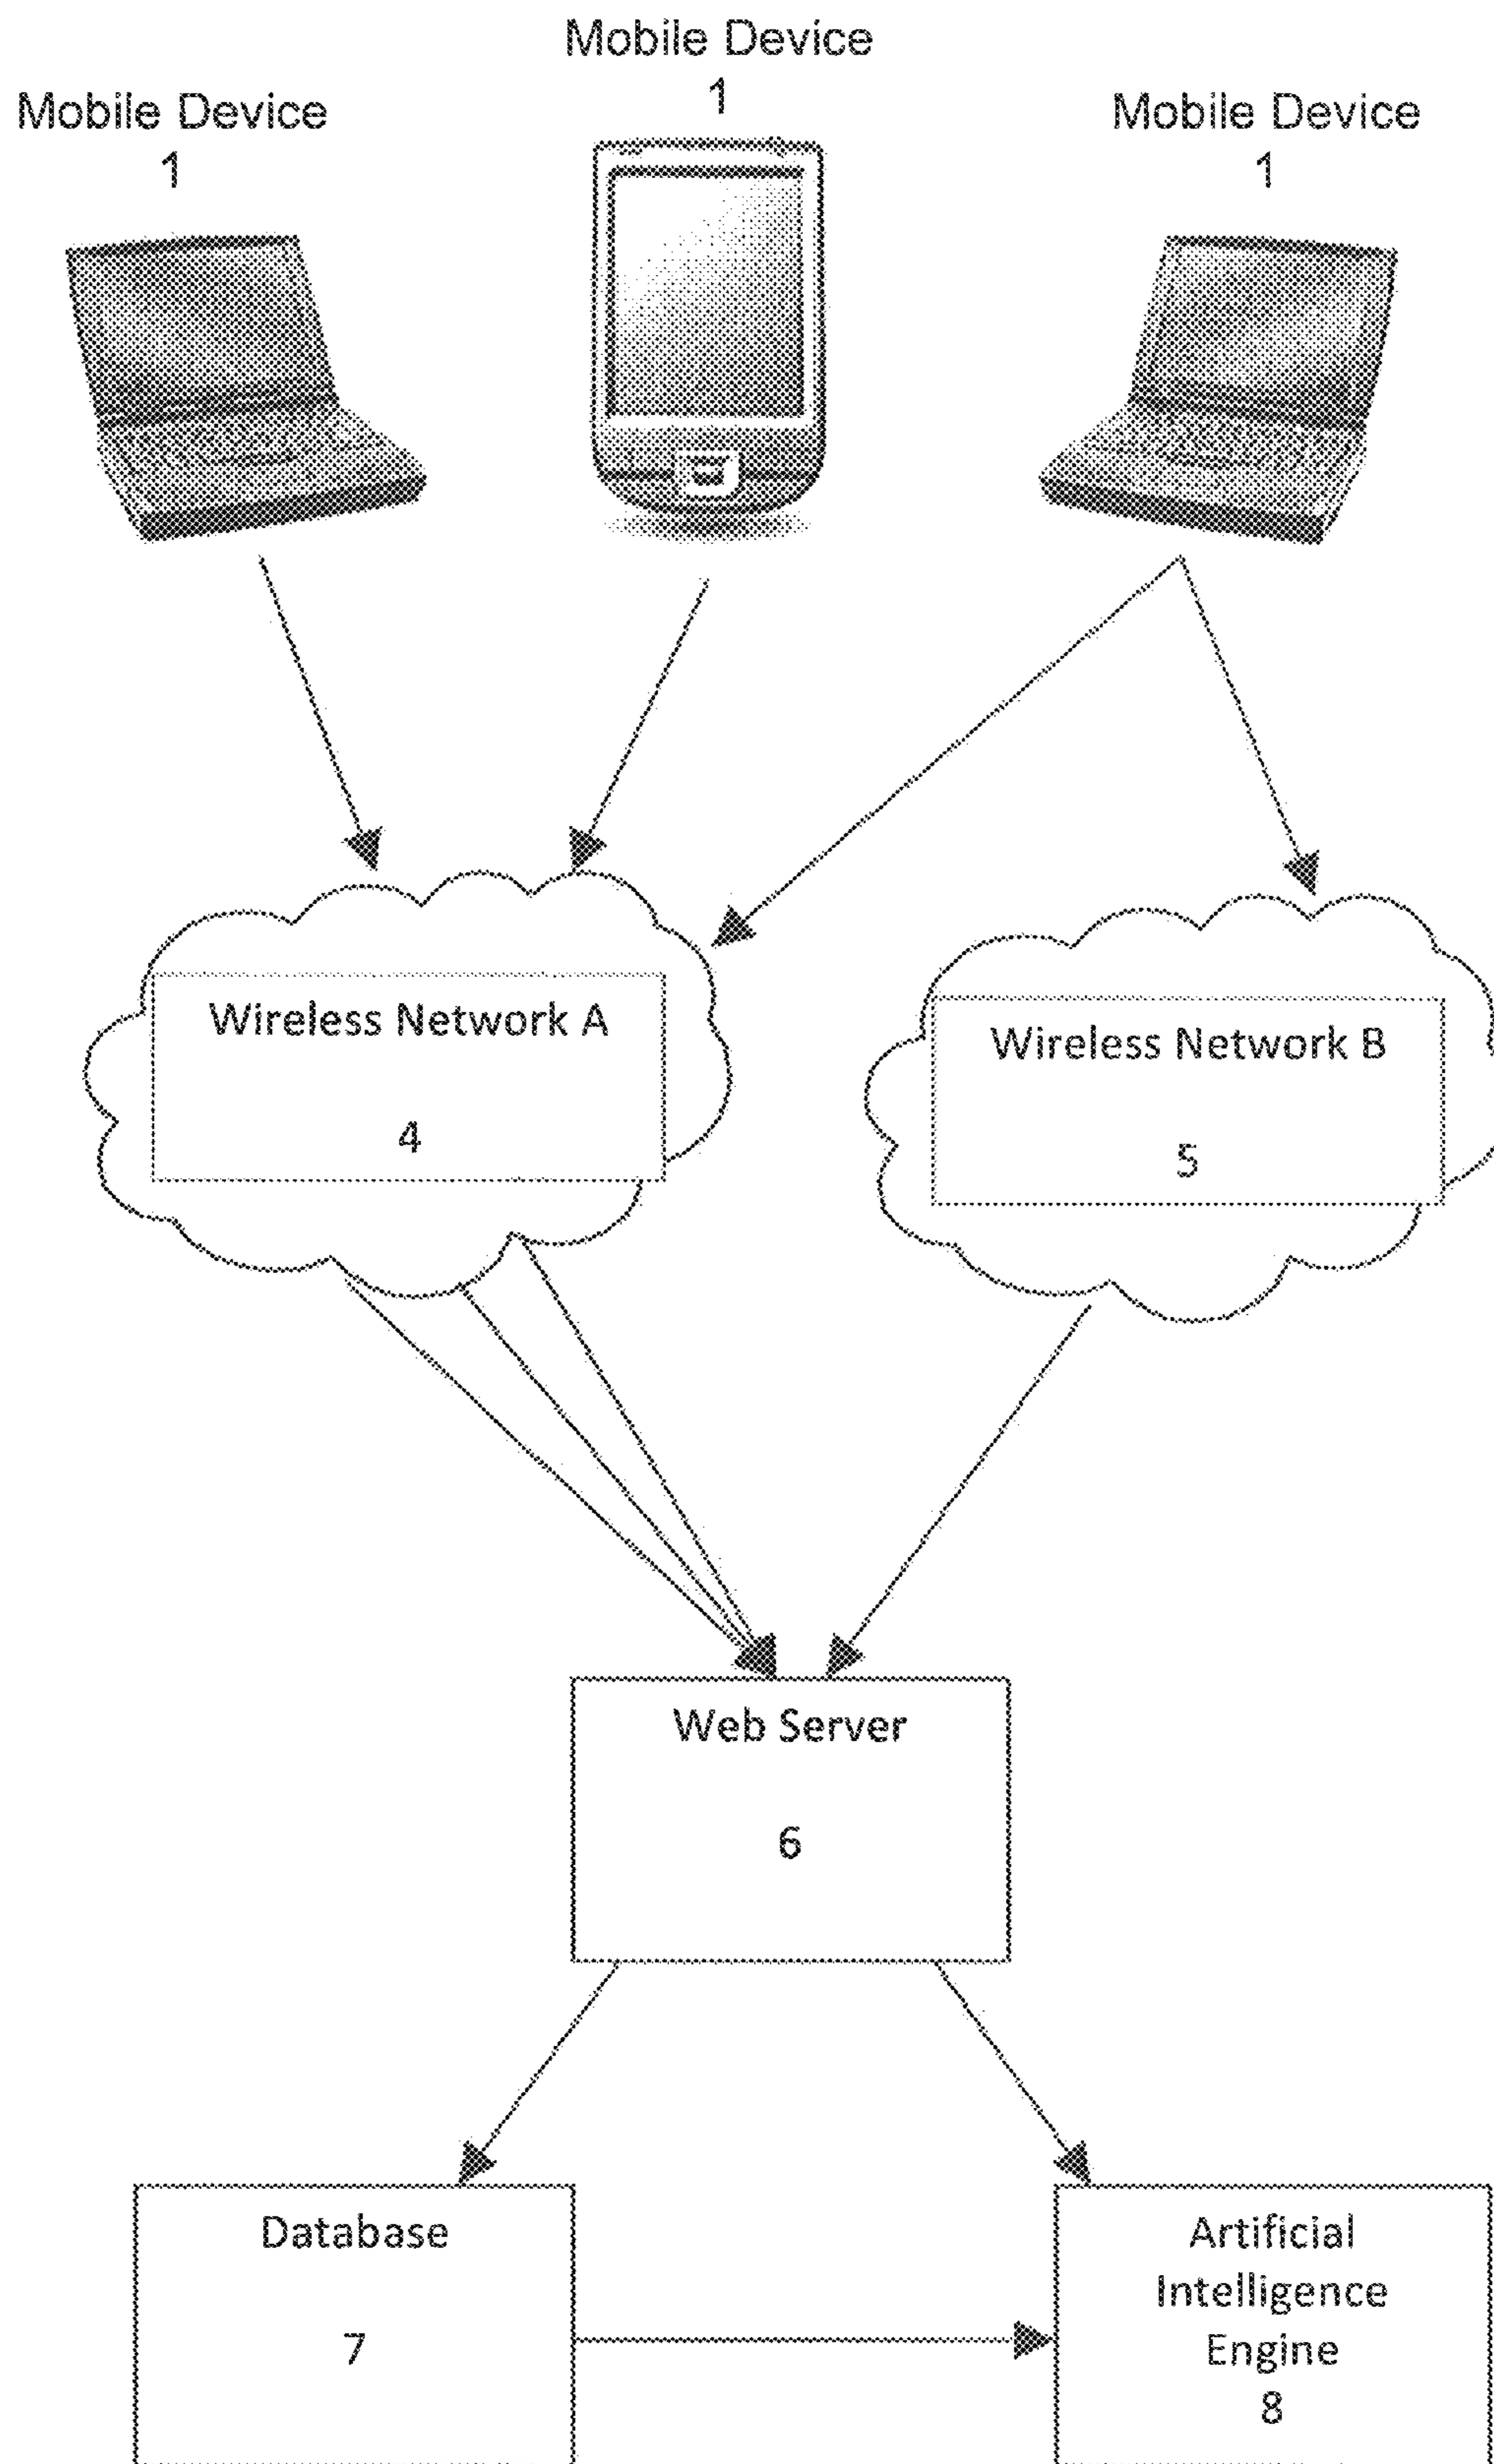 Mobile Device
1
Mobile Device
1
Mobile Device
1
Wireless Network A
4
Wireless Network B
5
Web Server
6
Database
7
Artificial
Intelligence
Engine
8